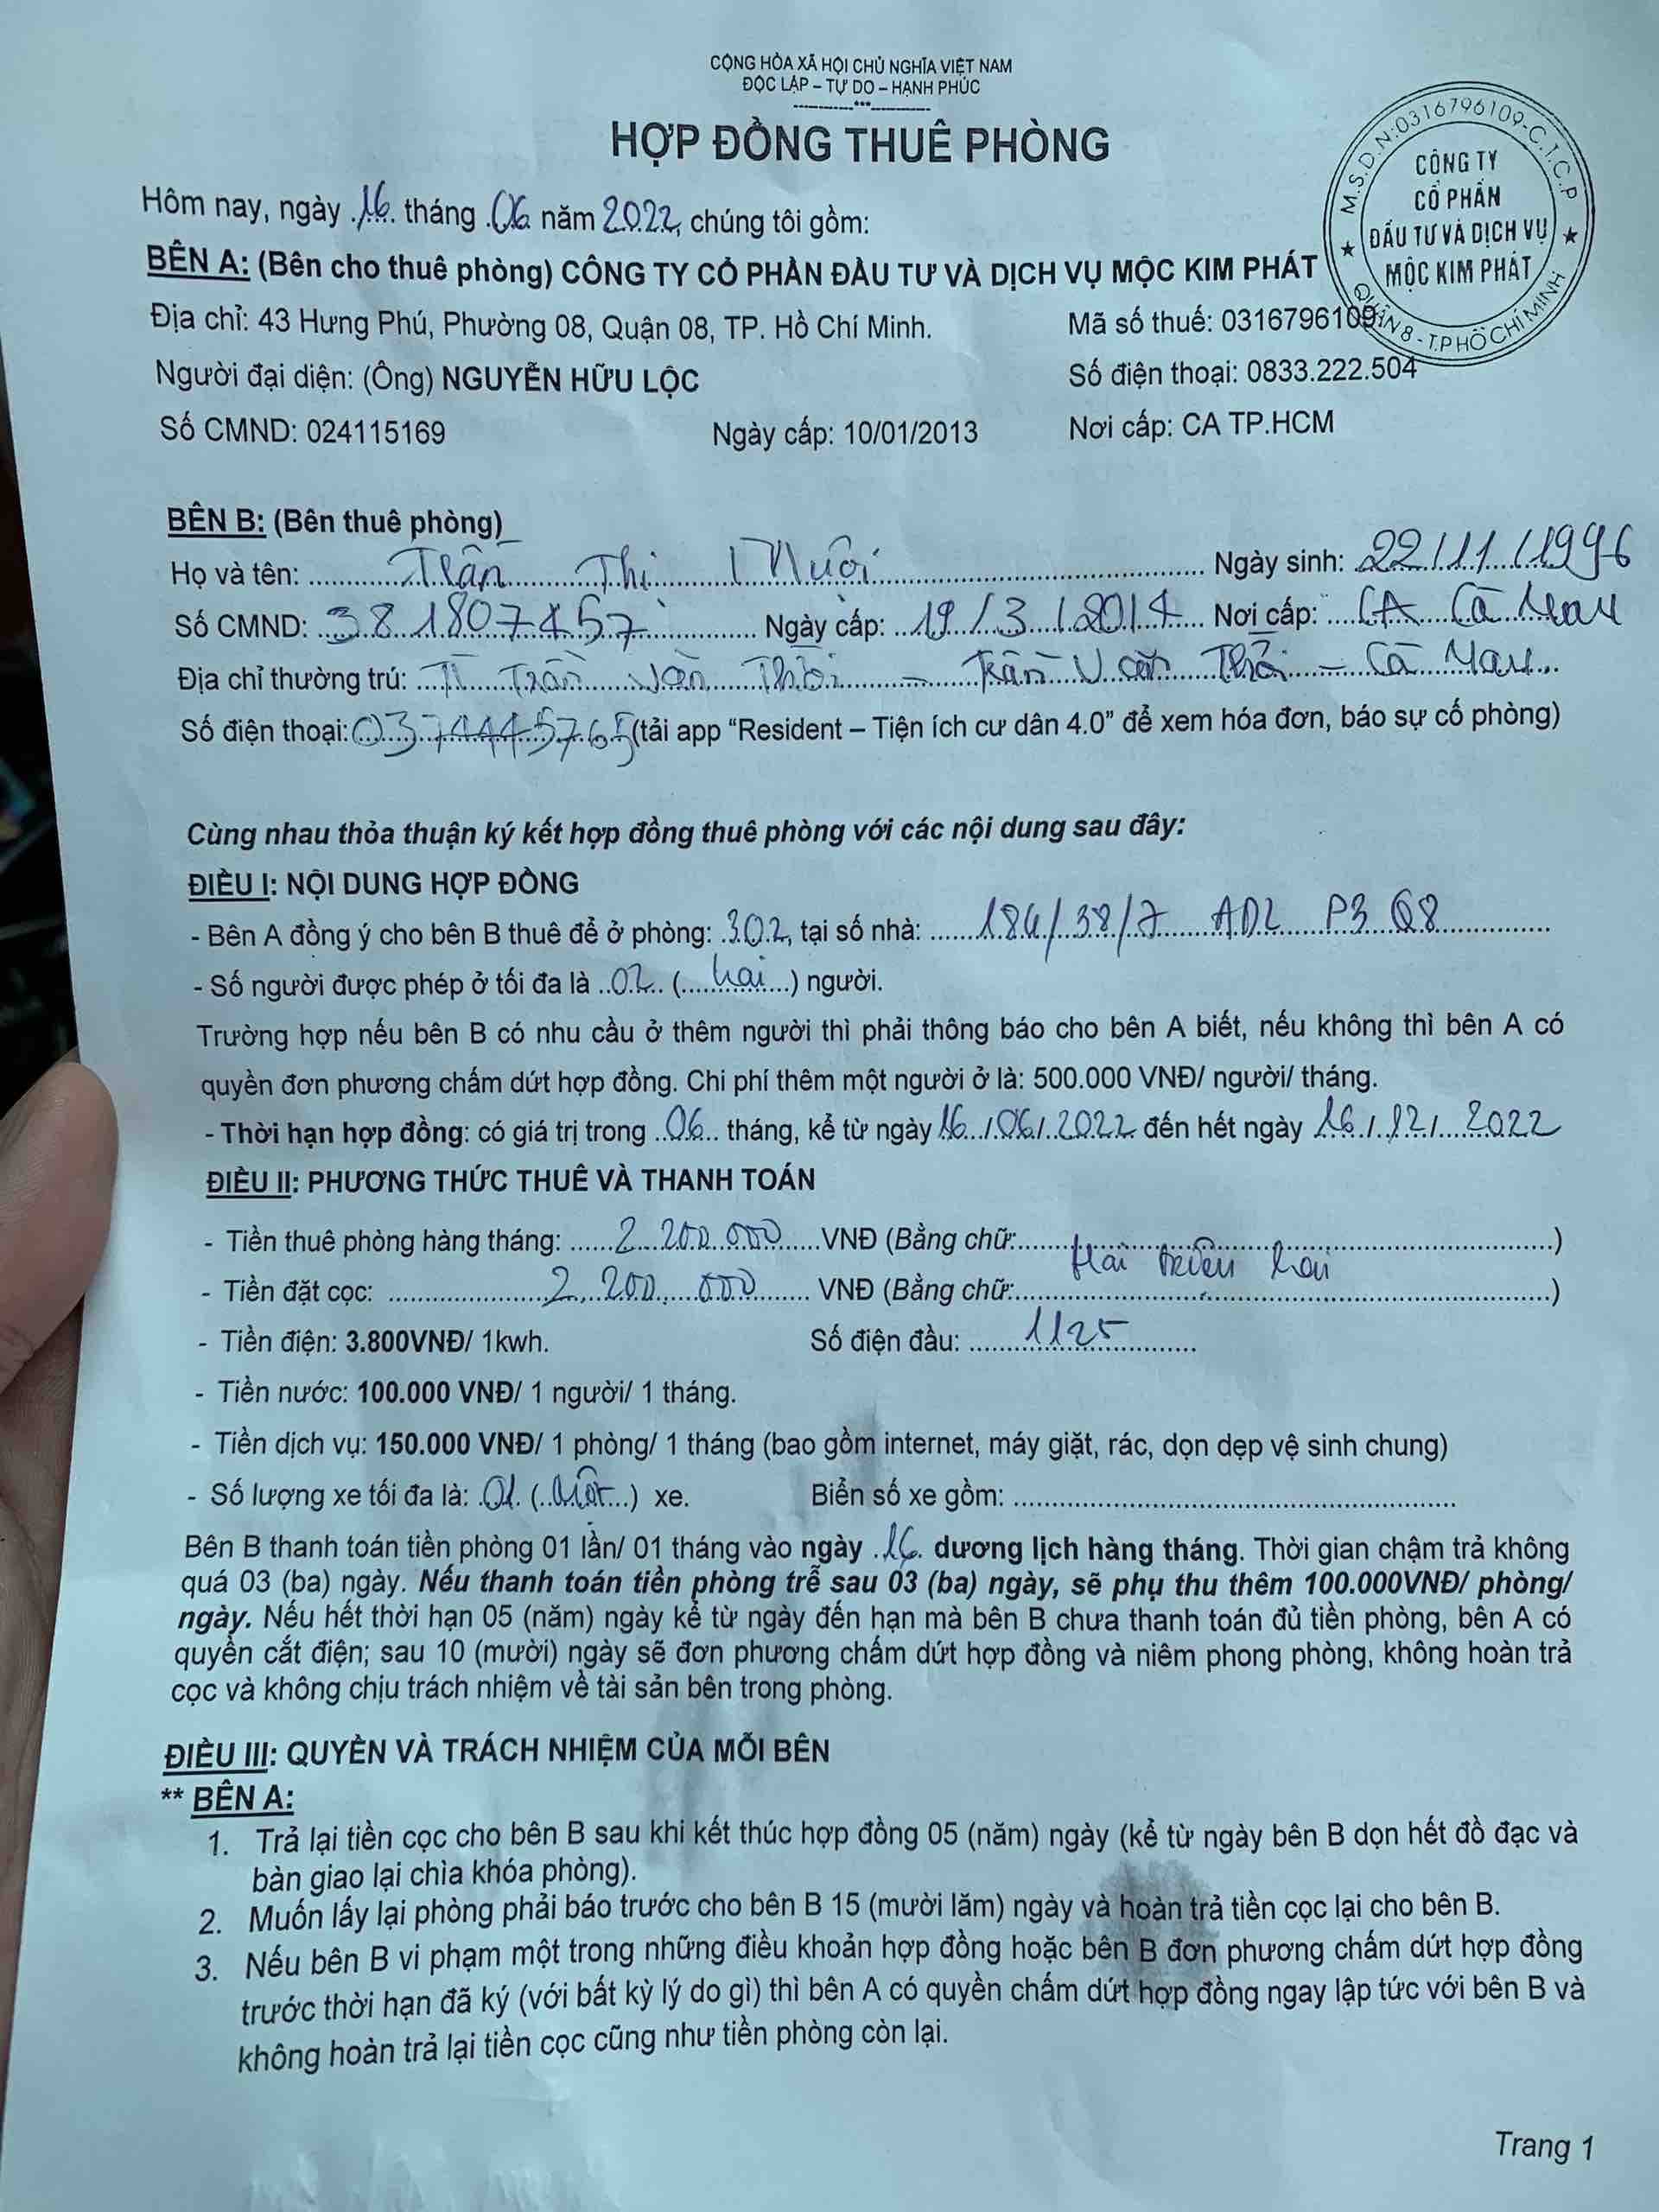 CỘNG HÒA XÃ HỘI CHỦ NGHĨA VIỆT NAM
ĐỘC LẬP – TỰ DO – HẠNH PHÚC
-----------***-----------
HỢP ĐỒNG THUÊ PHÒNG
M.S.D.N:0316796109-C.T.C.P
CÔNG TY
CỔ PHẦN
ĐẦU TƯ VÀ DỊCH VỤ
MỘC KIM PHÁT
QUẬN 8 - T.P HỒ CHÍ MINH
Hôm nay, ngày 16 tháng 06 năm 2022, chúng tôi gồm:
BÊN A: (Bên cho thuê phòng) CÔNG TY CỔ PHẦN ĐẦU TƯ VÀ DỊCH VỤ MỘC KIM PHÁT
Địa chỉ: 43 Hưng Phú, Phường 08, Quận 08, TP. Hồ Chí Minh. Mã số thuế: 0316796109
Người đại diện: (Ông) NGUYỄN HỮU LỘC Số điện thoại: 0833.222.504
Số CMND: 024115169 Ngày cấp: 10/01/2013 Nơi cấp: CA TP.HCM
BÊN B: (Bên thuê phòng)
Họ và tên: Trần Thị Mười Ngày sinh: 22/11/1996
Số CMND: 381807457 Ngày cấp: 19/3/2014 Nơi cấp: CA Cà Mau
Địa chỉ thường trú: TT Trần Văn Thời – Trần Văn Thời – Cà Mau
Số điện thoại: 0374445765 (tải app “Resident – Tiện ích cư dân 4.0” để xem hóa đơn, báo sự cố phòng)
Cùng nhau thỏa thuận ký kết hợp đồng thuê phòng với các nội dung sau đây:
ĐIỀU I: NỘI DUNG HỢP ĐỒNG
- Bên A đồng ý cho bên B thuê để ở phòng: 302, tại số nhà: 184/38/7 ADL P3 Q8
- Số người được phép ở tối đa là 02 (hai) người.
Trường hợp nếu bên B có nhu cầu ở thêm người thì phải thông báo cho bên A biết, nếu không thì bên A có
quyền đơn phương chấm dứt hợp đồng. Chi phí thêm một người ở là: 500.000 VNĐ/ người/ tháng.
- Thời hạn hợp đồng: có giá trị trong 06 tháng, kể từ ngày 16/06/2022 đến hết ngày 16/12/2022
ĐIỀU II: PHƯƠNG THỨC THUÊ VÀ THANH TOÁN
- Tiền thuê phòng hàng tháng: 2.200.000 VNĐ (Bằng chữ: Hai triệu hai)
- Tiền đặt cọc: 2.200.000 VNĐ (Bằng chữ: )
- Tiền điện: 3.800VNĐ/ 1kwh. Số điện đầu: 1125
- Tiền nước: 100.000 VNĐ/ 1 người/ 1 tháng.
- Tiền dịch vụ: 150.000 VNĐ/ 1 phòng/ 1 tháng (bao gồm internet, máy giặt, rác, dọn dẹp vệ sinh chung)
- Số lượng xe tối đa là: 01 (Một) xe. Biển số xe gồm:
Bên B thanh toán tiền phòng 01 lần/ 01 tháng vào ngày 16 dương lịch hàng tháng. Thời gian chậm trả không
quá 03 (ba) ngày. Nếu thanh toán tiền phòng trễ sau 03 (ba) ngày, sẽ phụ thu thêm 100.000VNĐ/ phòng/
ngày. Nếu hết thời hạn 05 (năm) ngày kể từ ngày đến hạn mà bên B chưa thanh toán đủ tiền phòng, bên A có
quyền cắt điện; sau 10 (mười) ngày sẽ đơn phương chấm dứt hợp đồng và niêm phong phòng, không hoàn trả
cọc và không chịu trách nhiệm về tài sản bên trong phòng.
ĐIỀU III: QUYỀN VÀ TRÁCH NHIỆM CỦA MỖI BÊN
** BÊN A:
1. Trả lại tiền cọc cho bên B sau khi kết thúc hợp đồng 05 (năm) ngày (kể từ ngày bên B dọn hết đồ đạc và
bàn giao lại chìa khóa phòng).
2. Muốn lấy lại phòng phải báo trước cho bên B 15 (mười lăm) ngày và hoàn trả tiền cọc lại cho bên B.
3. Nếu bên B vi phạm một trong những điều khoản hợp đồng hoặc bên B đơn phương chấm dứt hợp đồng
trước thời hạn đã ký (với bất kỳ lý do gì) thì bên A có quyền chấm dứt hợp đồng ngay lập tức với bên B và
không hoàn trả lại tiền cọc cũng như tiền phòng còn lại.
Trang 1